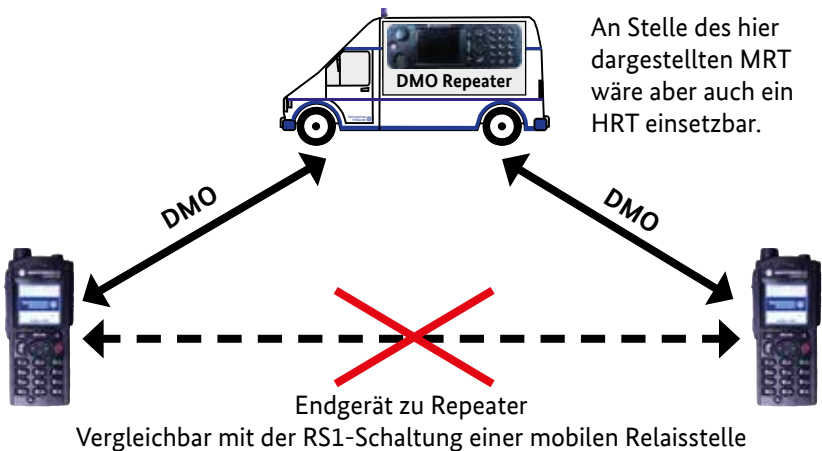 An Stelle des hier
dargestellten MRT
wäre aber auch ein
HRT einsetzbar.
DMO Repeater
DMO
DMO
Endgerät zu Repeater
Vergleichbar mit der RS1-Schaltung einer mobilen Relaisstelle